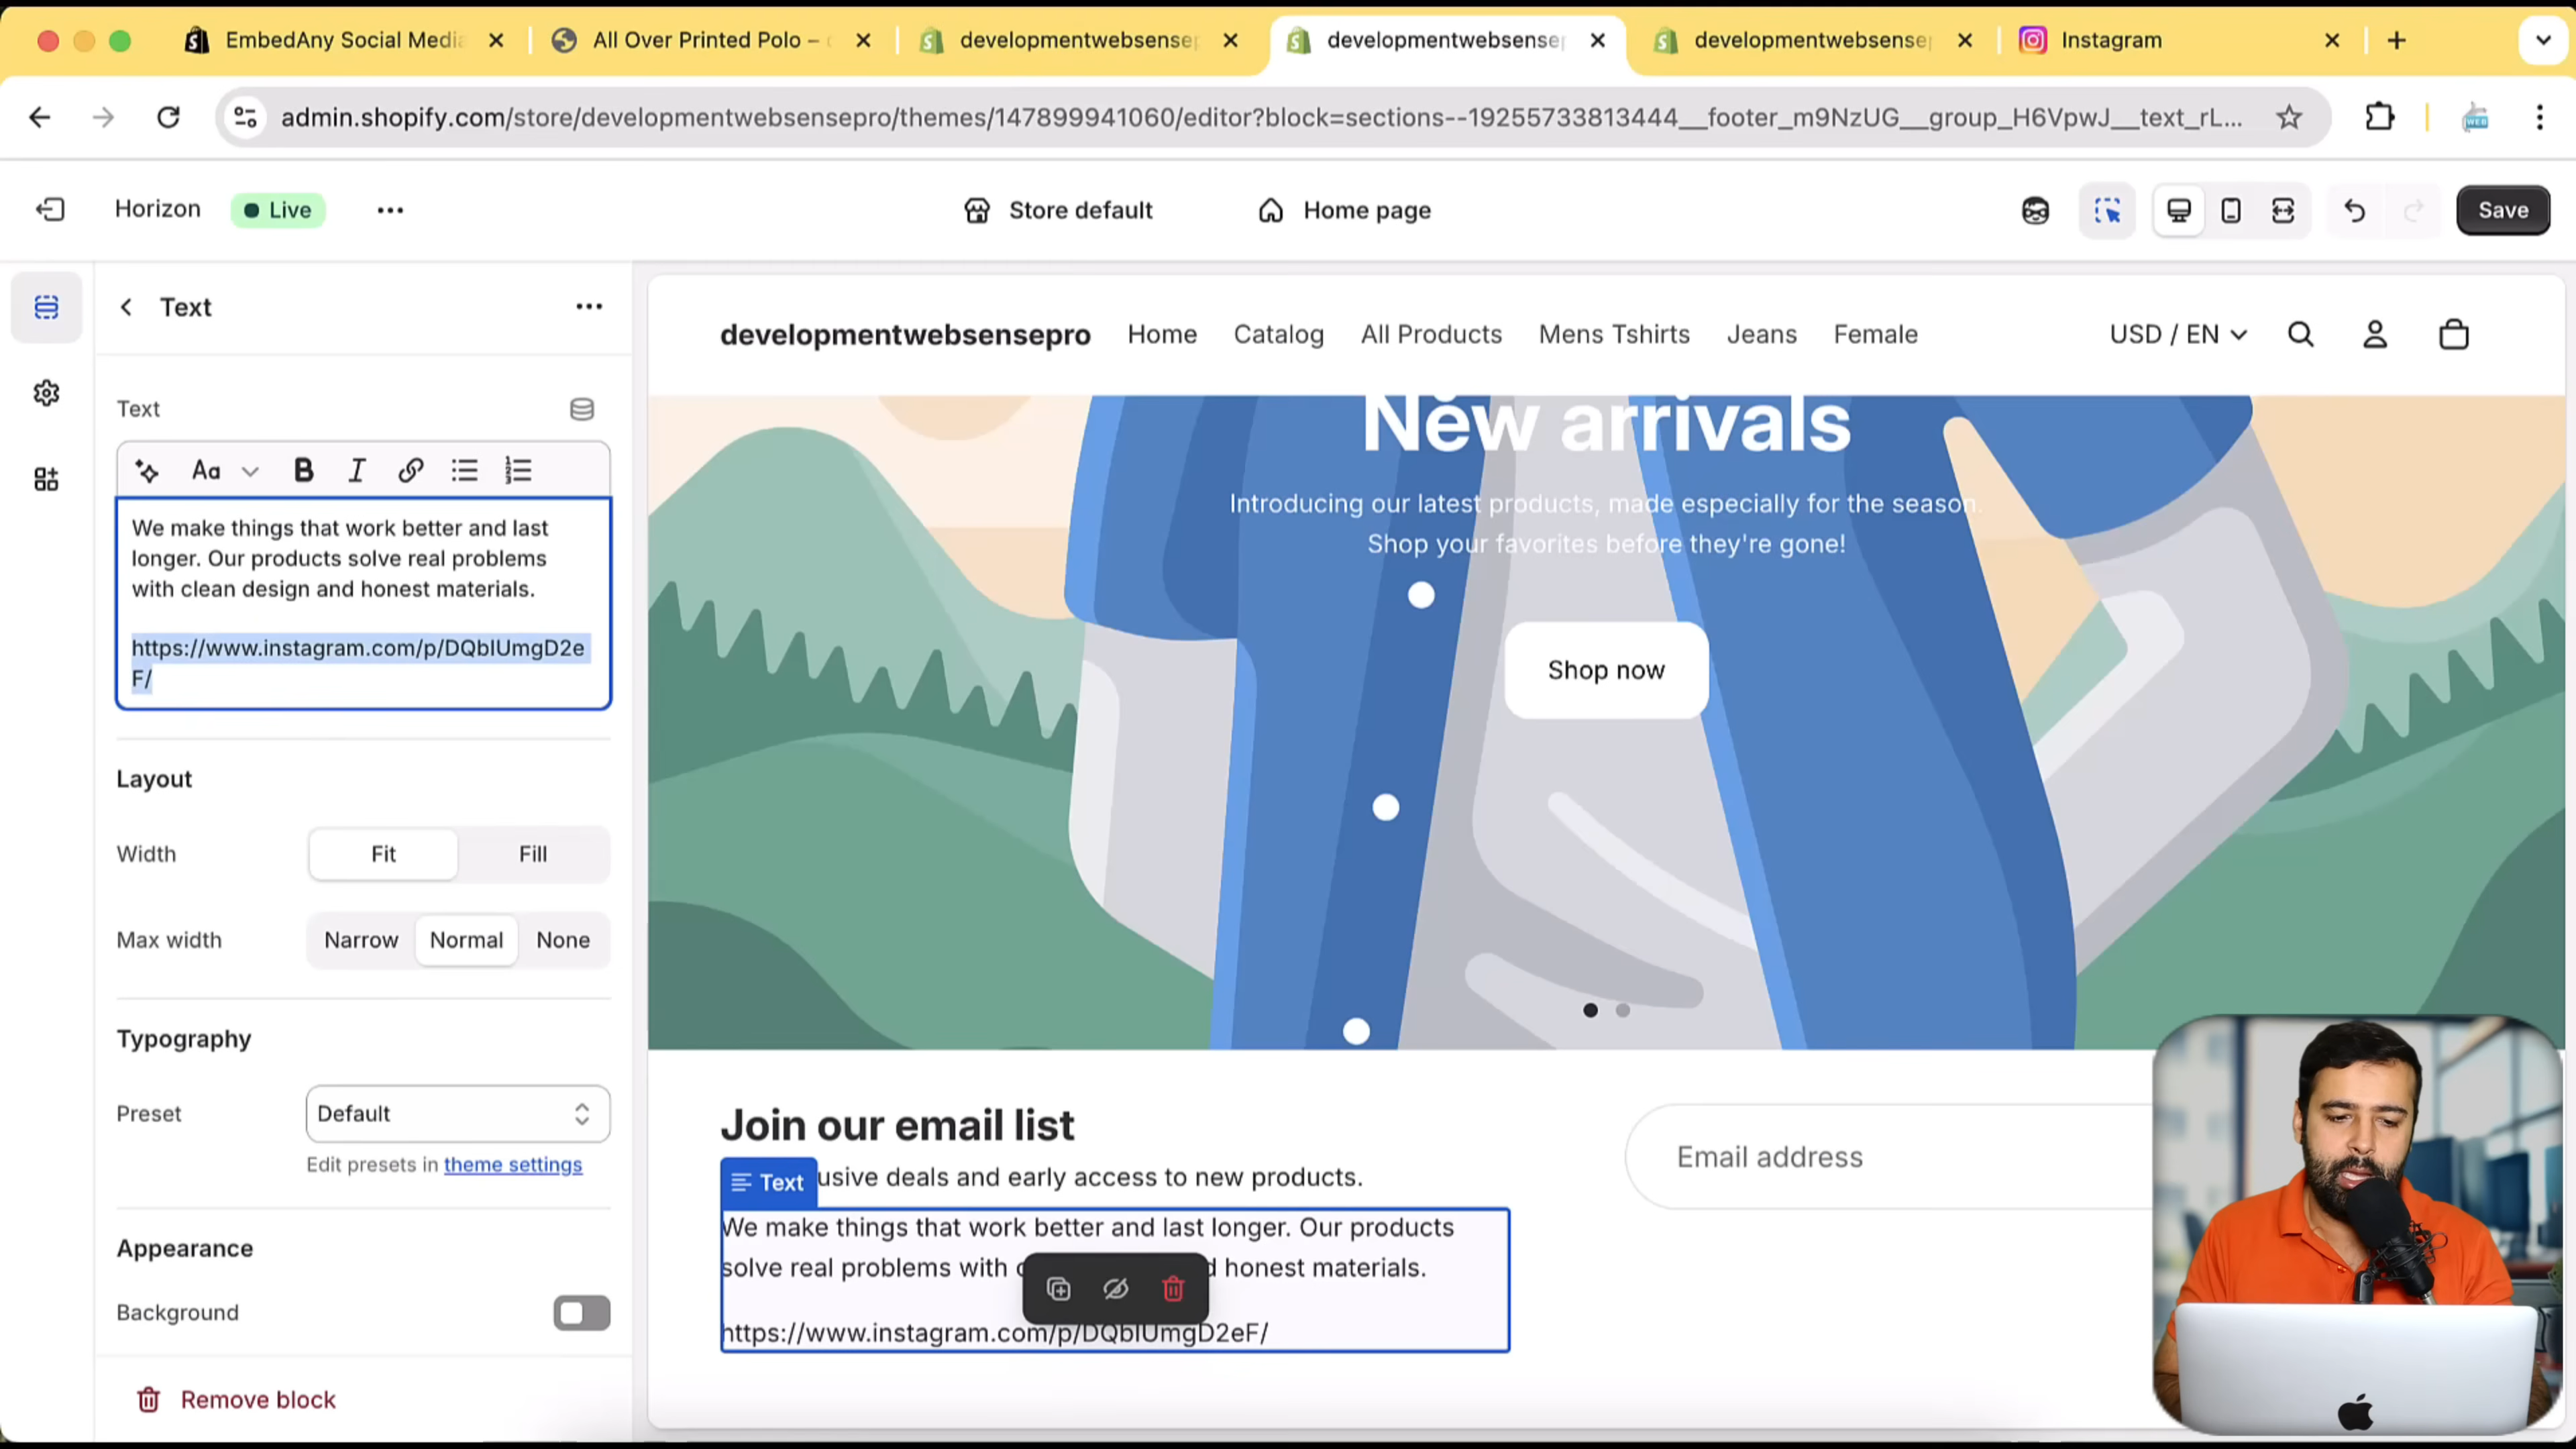 EmbedAny Social Media
All Over Printed Polo –
developmentwebsensep
developmentwebsensep
developmentwebsensep
Instagram
admin.shopify.com/store/developmentwebsensepro/themes/147899941060/editor?block=sections--19255733813444__footer_m9NzUG__group_H6VpwJ__text_rL...
Horizon
Live
Store default
Home page
Save
Text
Text
Aa
B
I
We make things that work better and last
longer. Our products solve real problems
with clean design and honest materials.
https://www.instagram.com/p/DQblUmgD2e
F/
Layout
Width
Fit
Fill
Max width
Narrow
Normal
None
Typography
Preset
Default
Edit presets in theme settings
Appearance
Background
Remove block
developmentwebsensepro
Home
Catalog
All Products
Mens Tshirts
Jeans
Female
USD / EN
New arrivals
Introducing our latest products, made especially for the season.
Shop your favorites before they're gone!
Shop now
Join our email list
Text
usive deals and early access to new products.
We make things that work better and last longer. Our products
solve real problems with c
d honest materials.
https://www.instagram.com/p/DQblUmgD2eF/
Email address